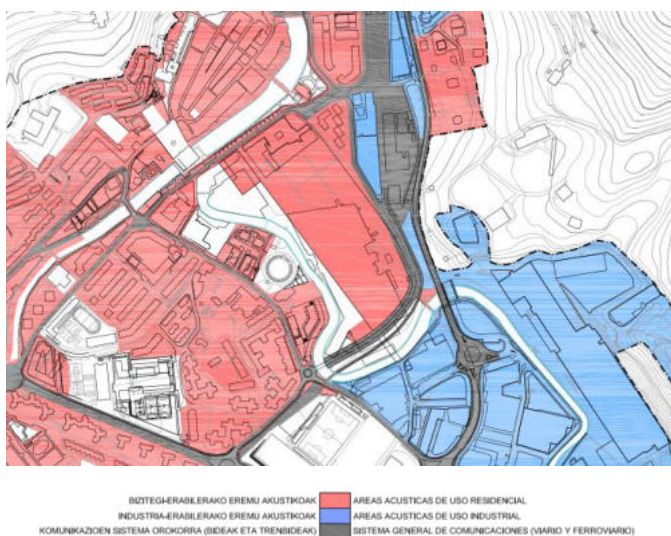 BIZITEGI-ERABILERAKO EREMU AKUSTIKOAK AREAS ACUSTICAS DE USO RESIDENCIAL
INDUSTRIA-ERABILERAKO EREMU AKUSTIKOAK AREAS ACUSTICAS DE USO INDUSTRIAL
KOMUNIKAZIOEN SISTEMA OROKORRA (BIDEAK ETA TRENBIDEAK) SISTEMA GENERAL DE COMUNICACIONES (VIARIO Y FERROVIARIO)